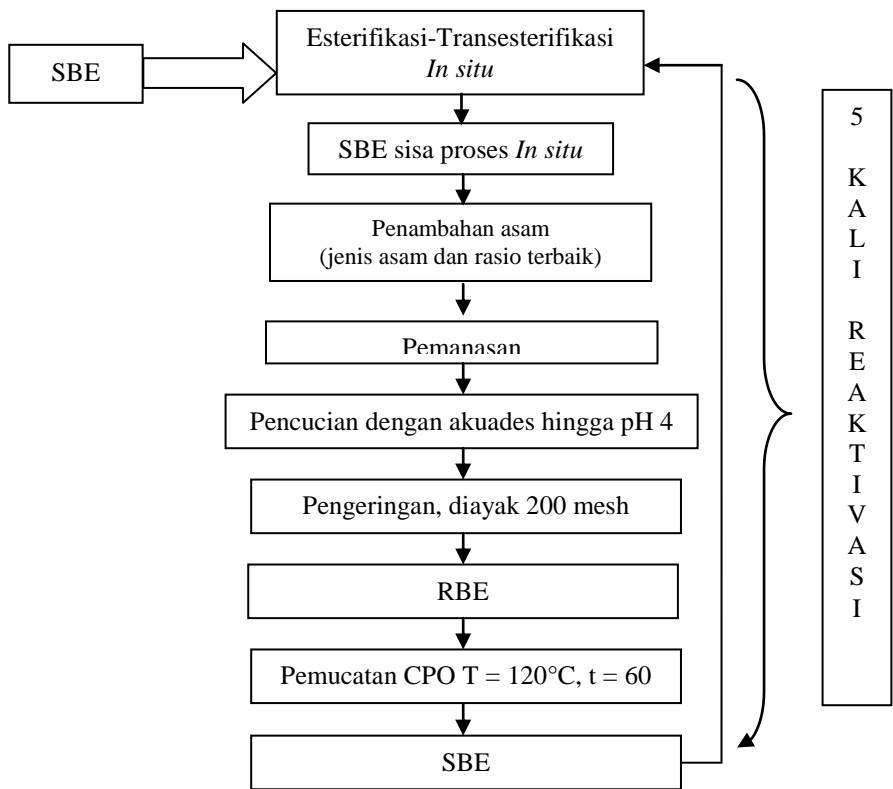 SBE
Esterifikasi-Transesterifikasi
In situ
SBE sisa proses In situ
Penambahan asam
(jenis asam dan rasio terbaik)
Pemanasan
Pencucian dengan akuades hingga pH 4
Pengeringan, diayak 200 mesh
RBE
Pemucatan CPO T = 120°C, t = 60
SBE
5
K
A
L
I
R
E
A
K
T
I
V
A
S
I